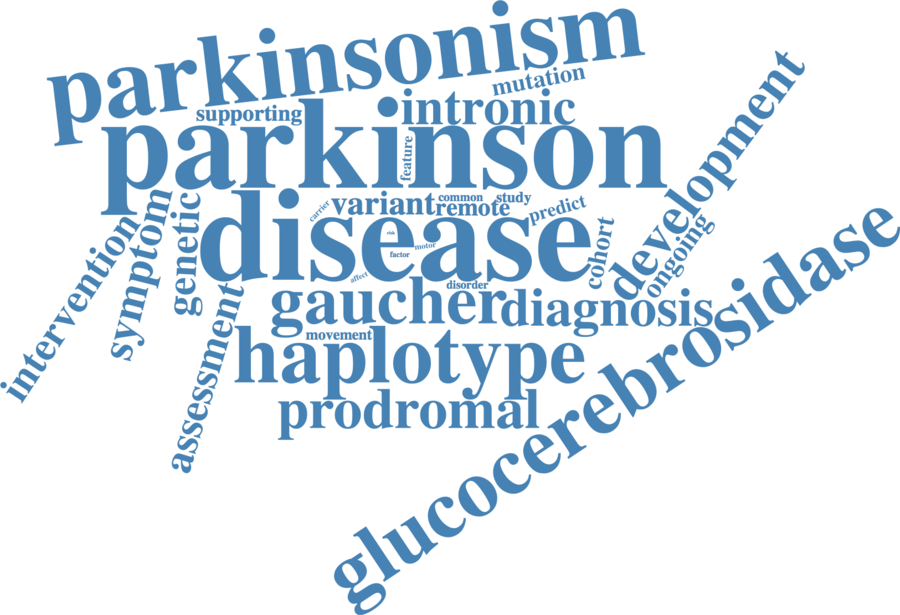 parkinsonism
mutation
supporting
intronic
parkinson
feature
development
intervention
symptom
genetic
carrier
variant
common
study
remote
predict
disease
risk
motor
factor
cohort
ongoing
glucocerebrosidase
affect
disorder
gaucher
diagnosis
assessment
movement
haplotype
prodromal